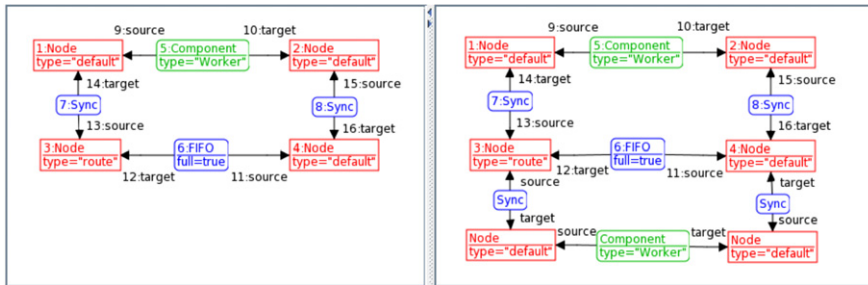 9:source 10:target
1:Node
type="default"
5:Component
type="Worker"
2:Node
type="default"
14:target
15:source
7:Sync
8:Sync
13:source
16:target
3:Node
type="route"
6:FIFO
full=true
4:Node
type="default"
12:target 11:source
9:source 10:target
1:Node
type="default"
5:Component
type="Worker"
2:Node
type="default"
14:target
15:source
7:Sync
8:Sync
13:source
16:target
3:Node
type="route"
6:FIFO
full=true
4:Node
type="default"
source 12:target 11:source target
Sync
Sync
target
source
Node
type="default"
source
Component
type="Worker"
target
Node
type="default"